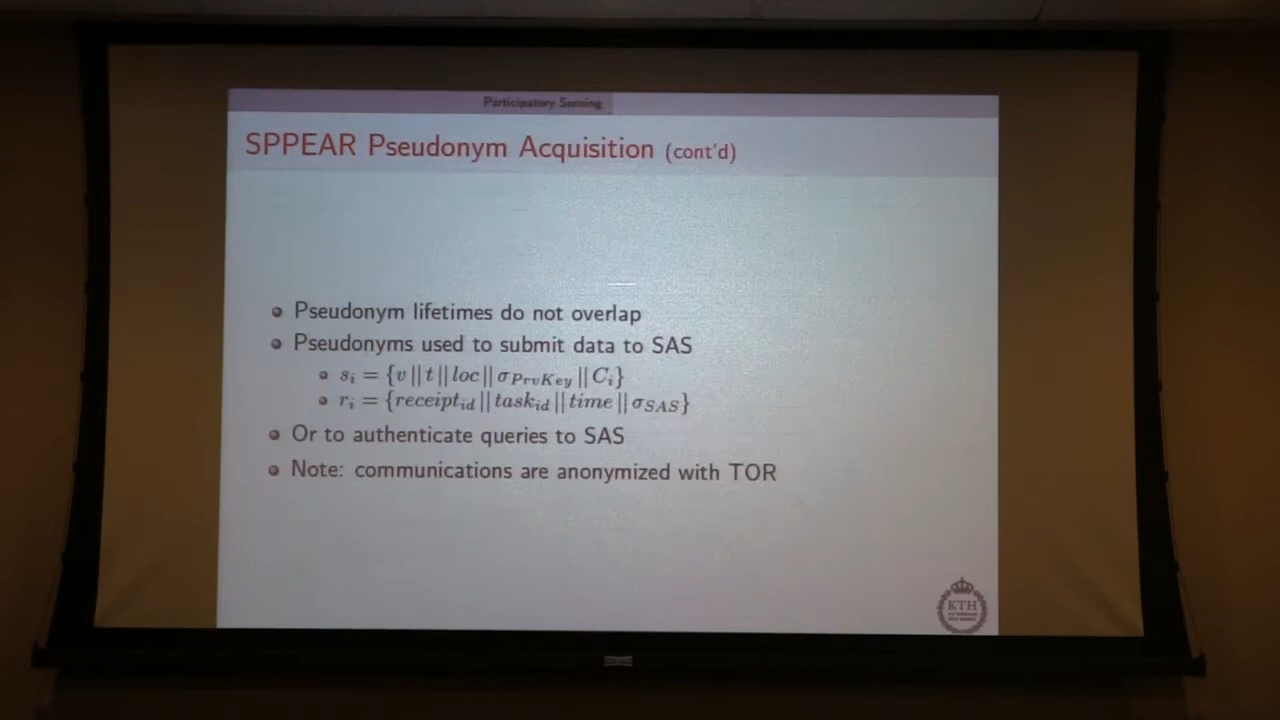 Participatory Sensing
SPPEAR Pseudonym Acquisition (cont'd)
Pseudonym lifetimes do not overlap
Pseudonyms used to submit data to SAS
s_i = {v||t||loc||σ_PrvKey||C_i}
r_i = {receipt_id||task_id||time||σ_SAS}
Or to authenticate queries to SAS
Note: communications are anonymized with TOR
KTH